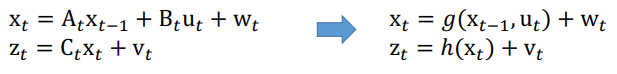 xₜ = Aₜxₜ₋₁ + Bₜuₜ + wₜ
zₜ = Cₜxₜ + vₜ
xₜ = g(xₜ₋₁, uₜ) + wₜ
zₜ = h(xₜ) + vₜ